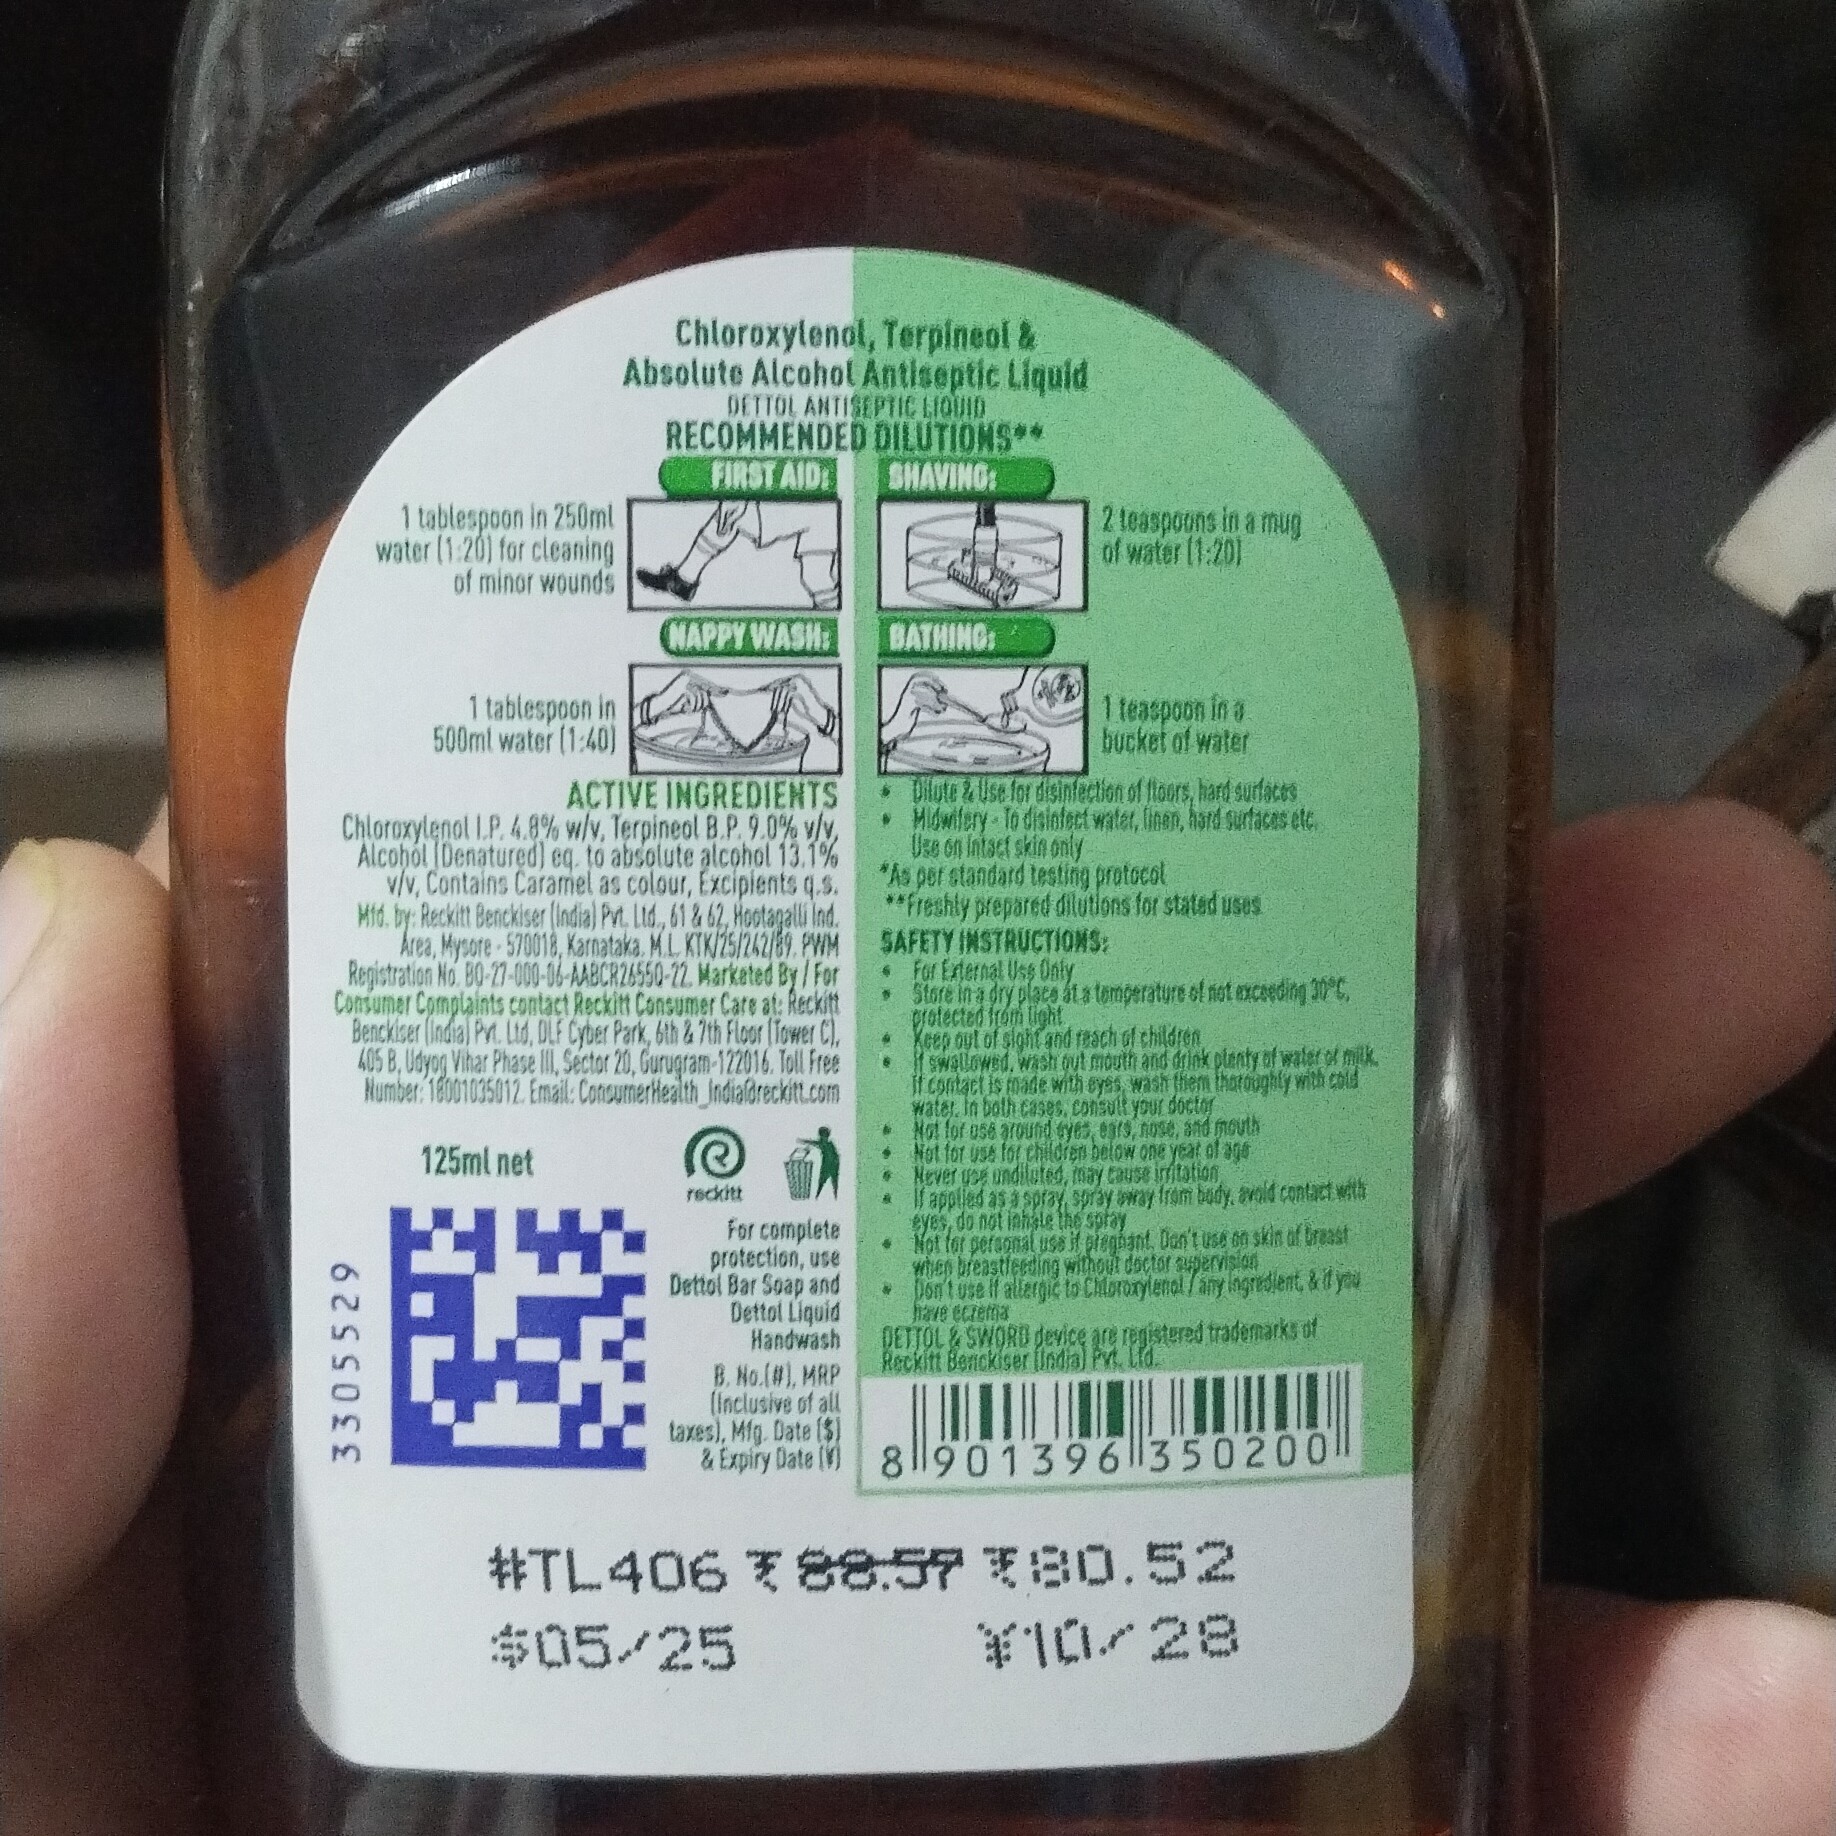 Chloroxylenol, Terpineol &
Absolute Alcohol Antiseptic Liquid
DETTOL ANTISEPTIC LIQUID
RECOMMENDED DILUTIONS**
FIRST AID:
1 tablespoon in 250ml
water (1:20) for cleaning
of minor wounds
SHAVING:
2 teaspoons in a mug
of water (1:20)
NAPPY WASH:
1 tablespoon in
500ml water (1:40)
BATHING:
1 teaspoon in a
bucket of water
ACTIVE INGREDIENTS
Chloroxylenol I.P. 4.8% w/v, Terpineol B.P. 9.0% v/v,
Alcohol (Denatured) eq. to absolute alcohol 13.1%
v/v, Contains Caramel as colour, Excipients q.s.
Mfd. by: Reckitt Benckiser (India) Pvt. Ltd., 61 & 62, Hootagalli Ind.
Area, Mysore - 570018, Karnataka. M.L. KTK/25/242/89. PWM
Registration No. BO-27-000-06-AABCR26550-22. Marketed By / For
Consumer Complaints contact Reckitt Consumer Care at: Reckitt
Benckiser (India) Pvt. Ltd, DLF Cyber Park, 6th & 7th Floor (Tower C),
405 B, Udyog Vihar Phase III, Sector 20, Gurugram-122016. Toll Free
Number: 18001035012. Email: ConsumerHealth_India@reckitt.com
125ml net
reckitt
3305529
For complete
protection, use
Dettol Bar Soap and
Dettol Liquid
Handwash
B. No.(#), MRP
(Inclusive of all
taxes), Mfg. Date ($)
& Expiry Date (¥)
• Dilute & Use for disinfection of floors, hard surfaces
• Midwifery - To disinfect water, linen, hard surfaces etc.
Use on intact skin only
*As per standard testing protocol
**Freshly prepared dilutions for stated uses
SAFETY INSTRUCTIONS:
• For External Use Only
• Store in a dry place at a temperature of not exceeding 30°C,
protected from light
• Keep out of sight and reach of children
• If swallowed, wash out mouth and drink plenty of water or milk.
If contact is made with eyes, wash them thoroughly with cold
water. In both cases, consult your doctor
• Not for use around eyes, ears, nose, and mouth
• Not for use for children below one year of age
• Never use undiluted, may cause irritation
• If applied as a spray, spray away from body, avoid contact with
eyes, do not inhale the spray
• Not for personal use if pregnant. Don't use on skin of breast
when breastfeeding without doctor supervision
• Don't use if allergic to Chloroxylenol / any ingredient, & if you
have eczema
DETTOL & SWORD device are registered trademarks of
Reckitt Benckiser (India) Pvt. Ltd.
8 901396 350200
#TL406 ₹88.57 ₹80.52
$05/25 ¥10/28